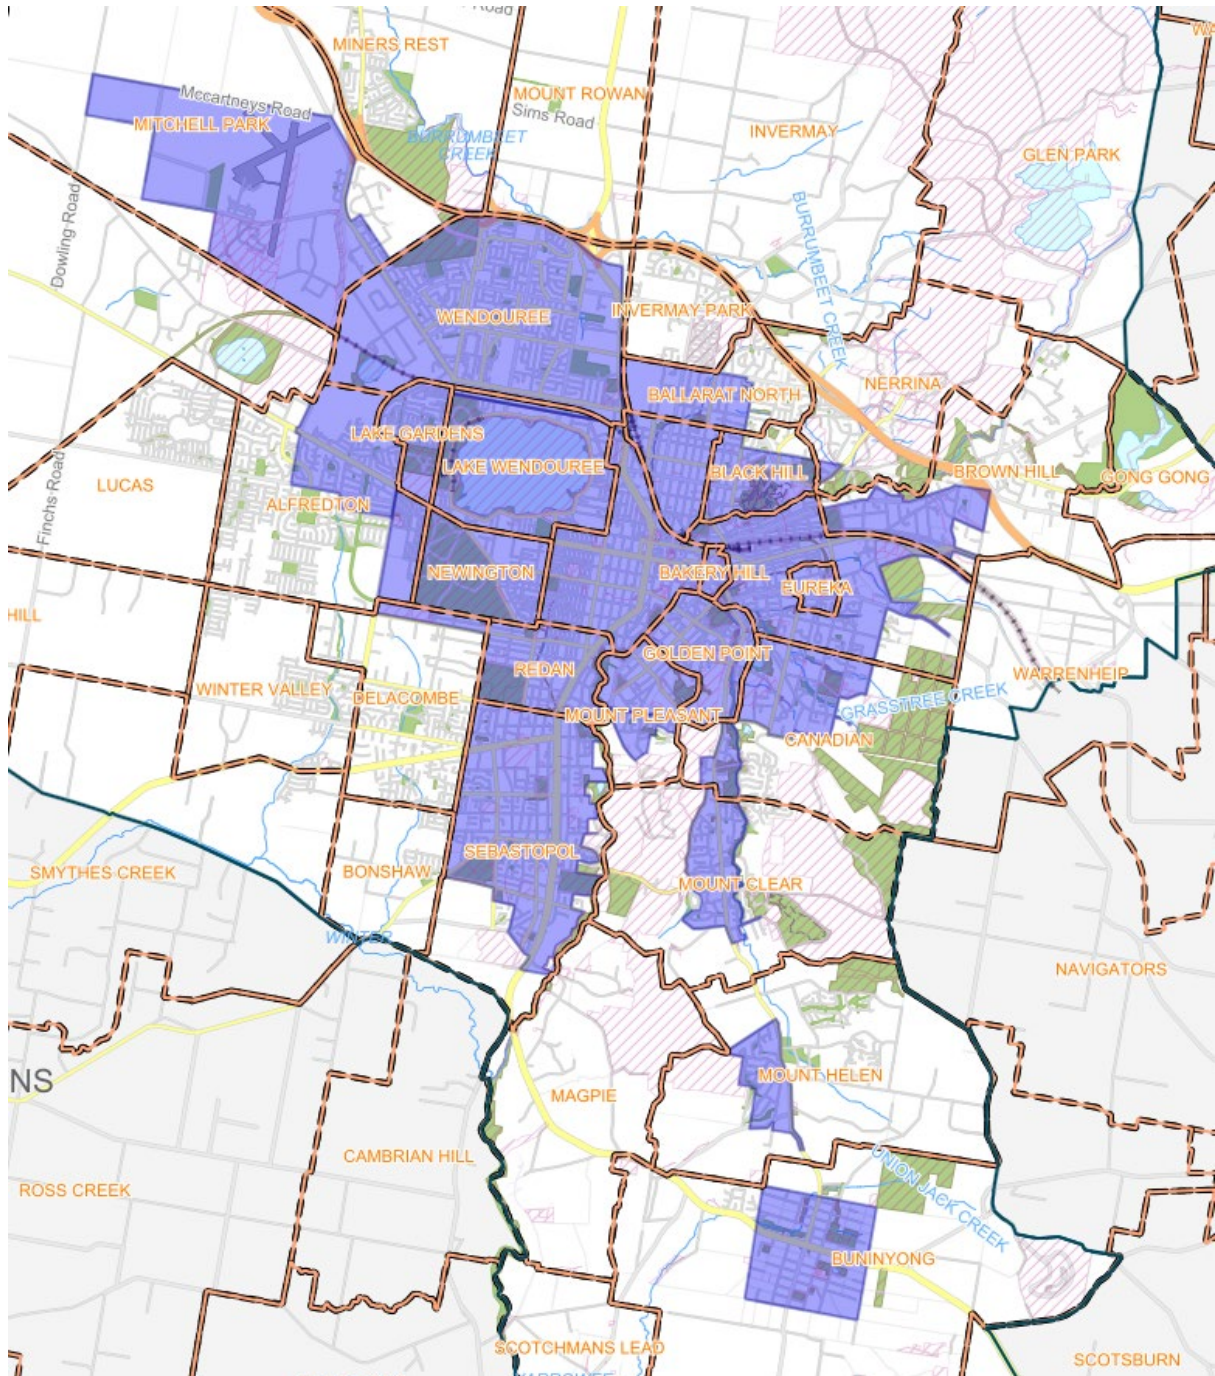 Road
WA
MINERS REST
MOUNT ROWAN
Mccartneys Road
Sims Road
MITCHELL PARK
INVERMAY
BURRUMBEET
CREEK
GLEN PARK
BURRUMBEET CREEK
Dowling Road
WENDOUREE
INVERMAY PARK
NERRINA
BALLARAT NORTH
LAKE GARDENS
LAKE WENDOUREE
BLACK HILL
BROWN HILL
GONG GONG
LUCAS
Finchs Road
ALFREDTON
NEWINGTON
BAKERY HILL
EUREKA
HILL
GOLDEN POINT
REDAN
WARRENHEIP
WINTER VALLEY
DELACOMBE
GRASSTREE CREEK
MOUNT PLEASANT
CANADIAN
SEBASTOPOL
SMYTHES CREEK
BONSHAW
MOUNT CLEAR
WINTER
NAVIGATORS
NS
MOUNT HELEN
MAGPIE
CAMBRIAN HILL
UNION JACK CREEK
ROSS CREEK
BUNINYONG
SCOTCHMANS LEAD
SCOTSBURN
YARROWEE